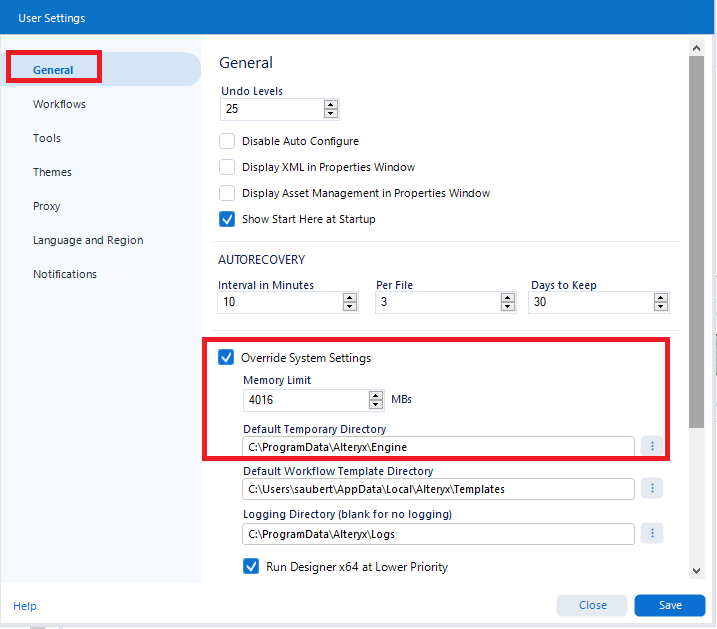 User Settings
General
Workflows
Tools
Themes
Proxy
Language and Region
Notifications
General
Undo Levels
25
Disable Auto Configure
Display XML in Properties Window
Display Asset Management in Properties Window
Show Start Here at Startup
AUTORECOVERY
Interval in Minutes Per File Days to Keep
10 3 30
Override System Settings
Memory Limit
4016 MBs
Default Temporary Directory
C:\ProgramData\Alteryx\Engine
Default Workflow Template Directory
C:\Users\saubert\AppData\Local\Alteryx\Templates
Logging Directory (blank for no logging)
C:\ProgramData\Alteryx\Logs
Run Designer x64 at Lower Priority
Help Close Save